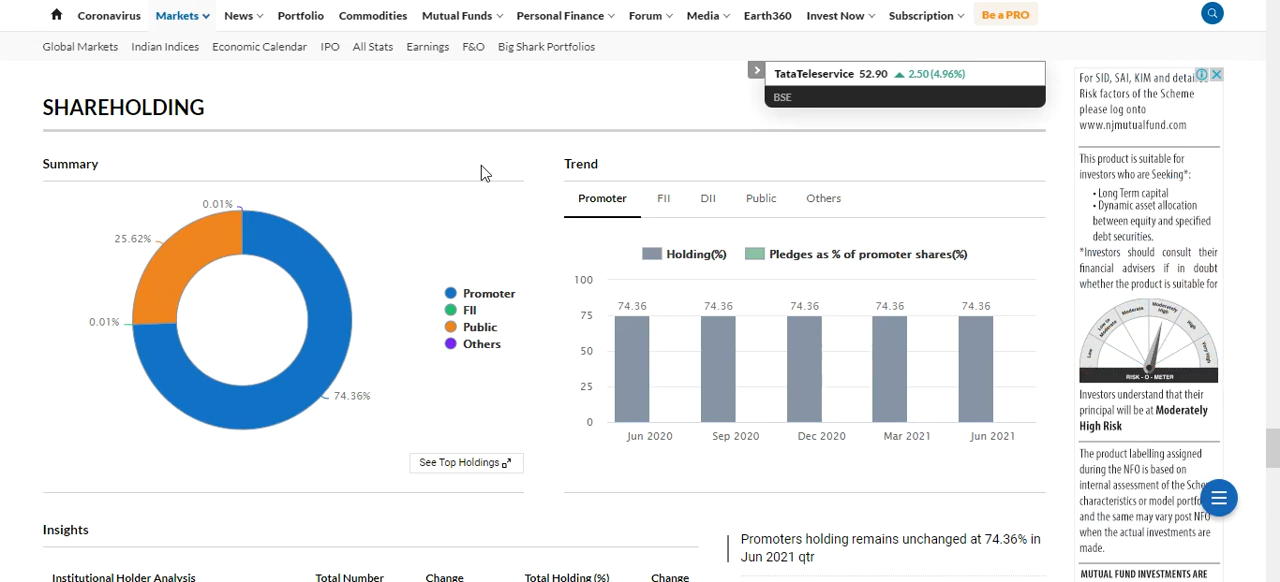 Coronavirus Markets News Portfolio Commodities Mutual Funds Personal Finance Forum Media Earth360 Invest Now Subscription Be a PRO
Global Markets Indian Indices Economic Calendar IPO All Stats Earnings F&O Big Shark Portfolios
TataTeleservice 52.90 2.50 (4.96%)
BSE
SHAREHOLDING
Summary
0.01%
25.62%
0.01%
74.36%
Promoter
FII
Public
Others
See Top Holdings
Trend
Promoter FII DII Public Others
Holding(%) Pledges as % of promoter shares(%)
100
75
50
25
0
74.36 74.36 74.36 74.36 74.36
Jun 2020 Sep 2020 Dec 2020 Mar 2021 Jun 2021
Insights
Institutional Holder Analysis Total Number Change Total Holding (%) Change
Promoters holding remains unchanged at 74.36% in
Jun 2021 qtr
For SID, SAI, KIM and
Risk factors of the Scheme
please log onto
www.njmutualfund.com
This product is suitable for
investors who are Seeking*:
• Long Term capital
• Dynamic asset allocation
between equity and specified
debt securities.
*Investors should consult their
financial advisers if in doubt
whether the product is suitable for
Low
Low to Moderate
Moderate
Moderately High
High
Very High
RISK - O - METER
Investors understand that their
principal will be at Moderately
High Risk
The product labelling assigned
during the NFO is based on
internal assessment of the
characteristics or model
and the same may vary post NFO
when the actual investments are
made.
MUTUAL FUND INVESTMENTS ARE